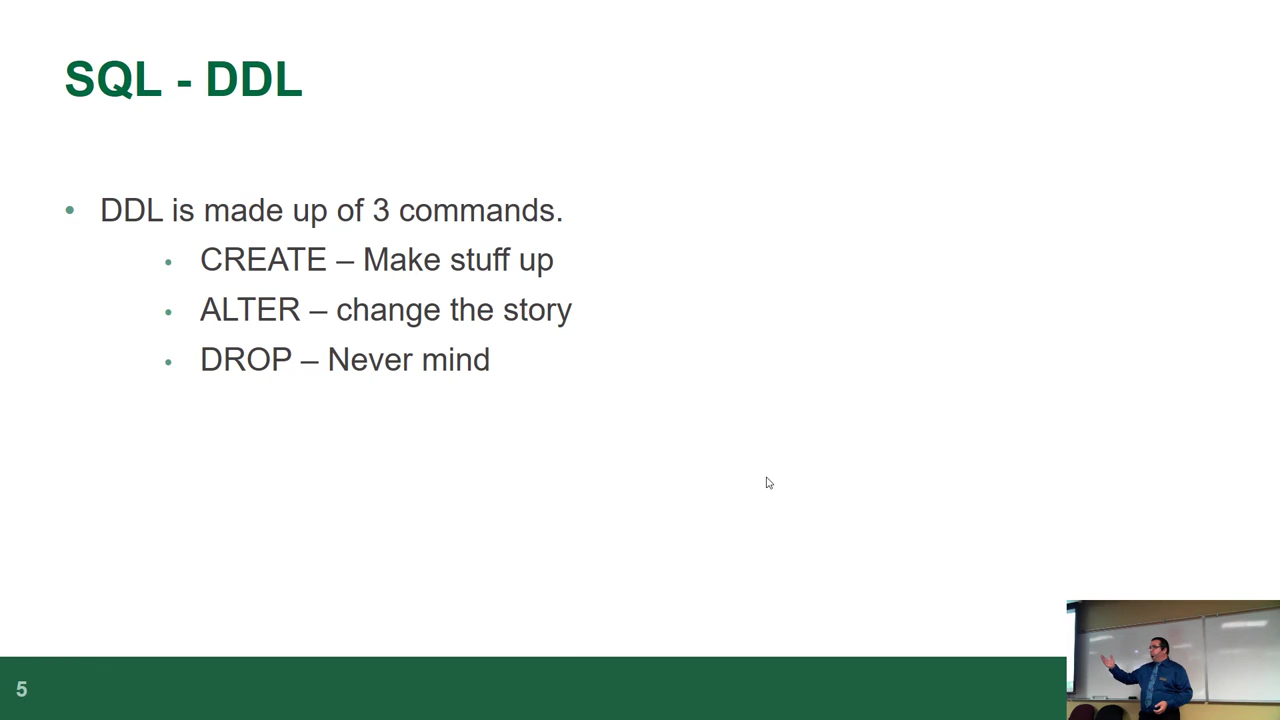 SQL - DDL
• DDL is made up of 3 commands.
• CREATE – Make stuff up
• ALTER – change the story
• DROP – Never mind
5